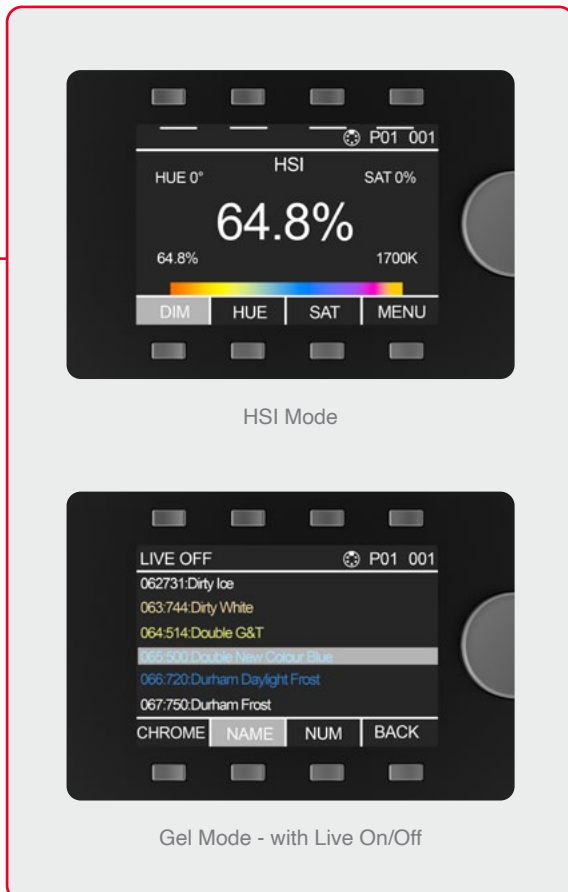 P01 001
HSI
HUE 0° SAT 0%
64.8%
64.8% 1700K
DIM HUE SAT MENU
HSI Mode
LIVE OFF P01 001
062731:Dirty Ice
063:744:Dirty White
064:514:Double G&T
065:500:Double New Colour Blue
066:720:Durham Daylight Frost
067:750:Durham Frost
CHROME NAME NUM BACK
Gel Mode - with Live On/Off